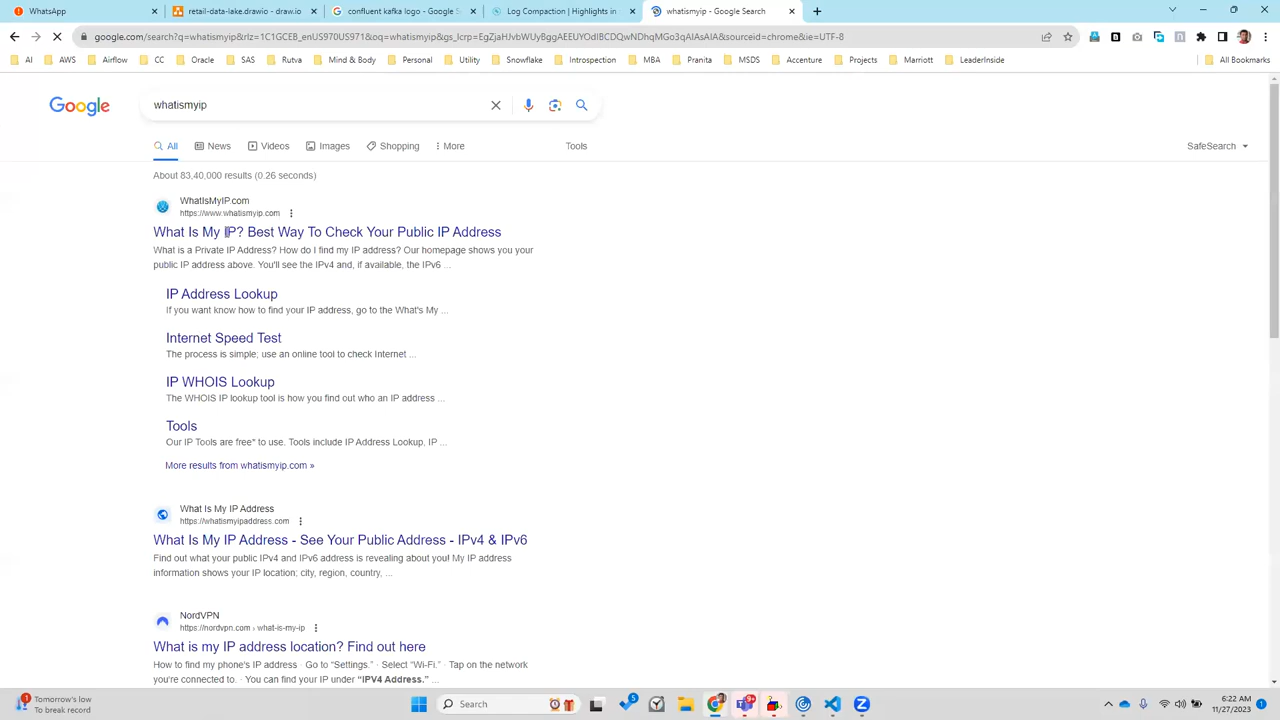 WhatsApp
retail-data-lake.drawio - draw.io
confluent kafka logo - Google S
Log Compaction | Highlights in
whatismyip - Google Search
google.com/search?q=whatismyip&rlz=1C1GCEB_enUS970US971&oq=whatismyip&gs_lcrp=EgZjaHJvbWUyBggAEEUYOdIBCDQwNDhqMGo3qAIAsAIA&sourceid=chrome&ie=UTF-8
AI AWS Airflow CC Oracle SAS Rutva Mind & Body Personal Utility Snowflake Introspection MBA Pranita MSDS Accenture Projects Marriott LeaderInside All Bookmarks
Google
whatismyip
All News Videos Images Shopping More Tools SafeSearch
About 83,40,000 results (0.26 seconds)
WhatIsMyIP.com
https://www.whatismyip.com
What Is My IP? Best Way To Check Your Public IP Address
What is a Private IP Address? How do I find my IP address? Our homepage shows you your
public IP address above. You'll see the IPv4 and, if available, the IPv6 ...
IP Address Lookup
If you want know how to find your IP address, go to the What's My ...
Internet Speed Test
The process is simple; use an online tool to check Internet ...
IP WHOIS Lookup
The WHOIS IP lookup tool is how you find out who an IP address ...
Tools
Our IP Tools are free* to use. Tools include IP Address Lookup, IP ...
More results from whatismyip.com »
What Is My IP Address
https://whatismyipaddress.com
What Is My IP Address - See Your Public Address - IPv4 & IPv6
Find out what your public IPv4 and IPv6 address is revealing about you! My IP address
information shows your IP location; city, region, country, ...
NordVPN
https://nordvpn.com › what-is-my-ip
What is my IP address location? Find out here
How to find my phone's IP address · Go to “Settings.” · Select “Wi-Fi.” · Tap on the network
you're connected to. · You can find your IP under “IPV4 Address.” ...
Tomorrow's low
To break record
Search
6:22 AM
11/27/2023